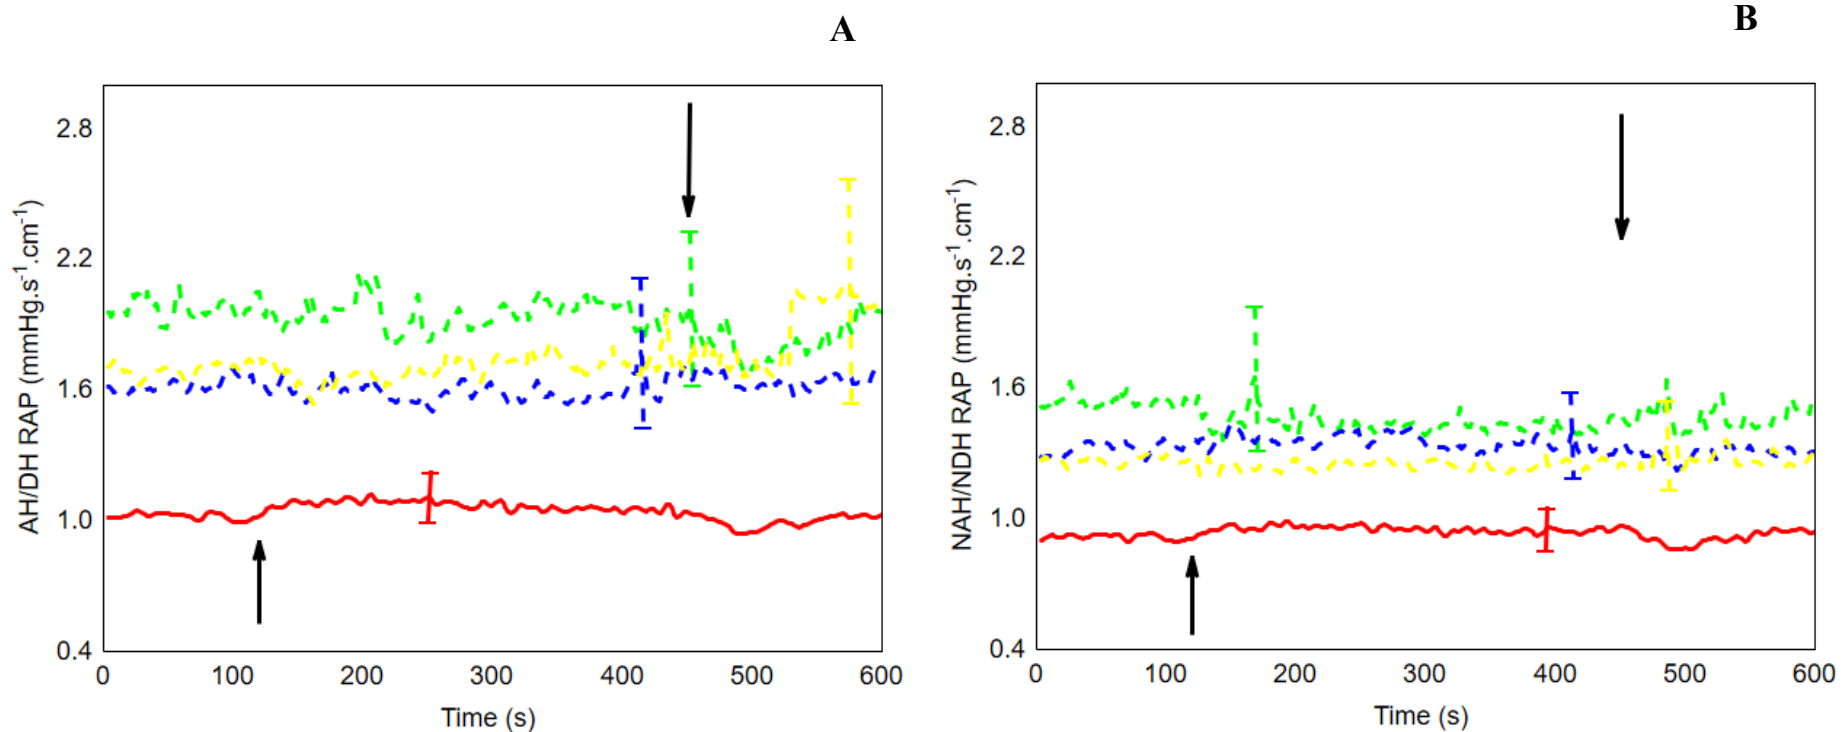 A
B
AH/DH RAP (mmHg.s⁻¹.cm⁻¹)
2.8
2.2
1.6
1.0
0.4
0 100 200 300 400 500 600
Time (s)
NAH/NDH RAP (mmHg.s⁻¹.cm⁻¹)
2.8
2.2
1.6
1.0
0.4
0 100 200 300 400 500 600
Time (s)